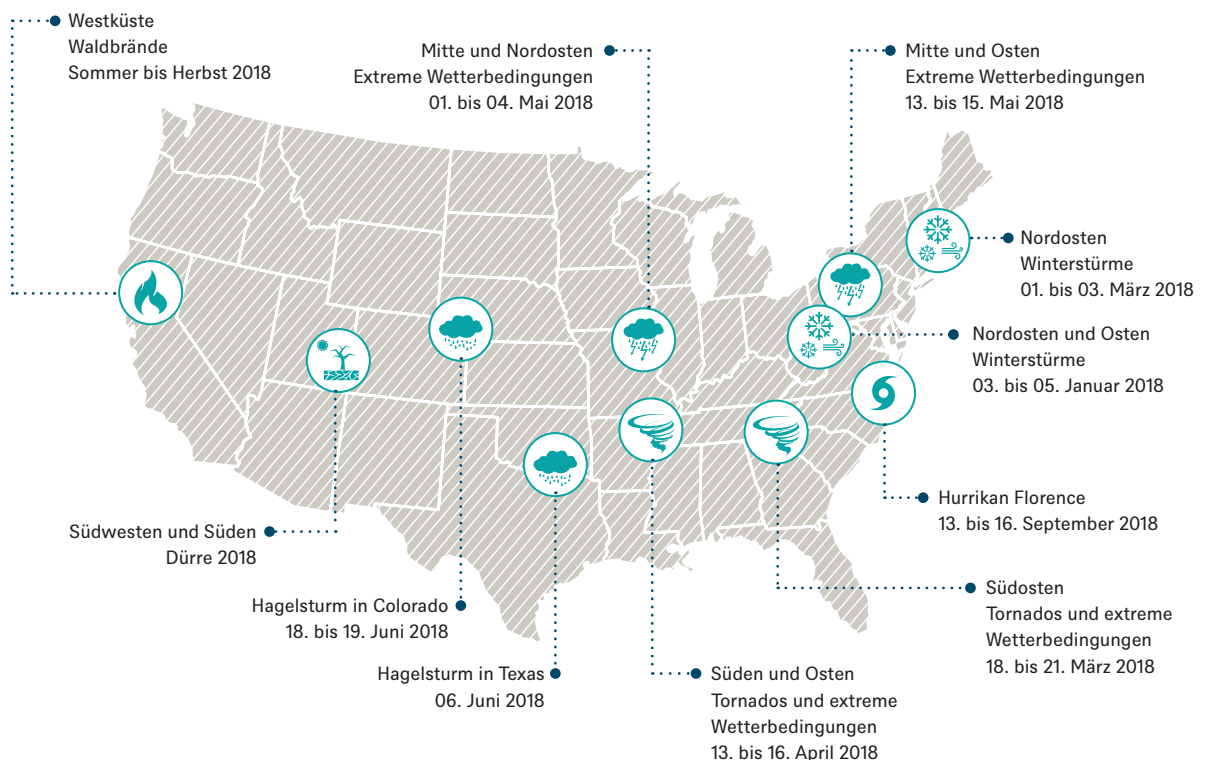 Westküste
Waldbrände
Sommer bis Herbst 2018
Mitte und Nordosten
Extreme Wetterbedingungen
01. bis 04. Mai 2018
Mitte und Osten
Extreme Wetterbedingungen
13. bis 15. Mai 2018
Nordosten
Winterstürme
01. bis 03. März 2018
Nordosten und Osten
Winterstürme
03. bis 05. Januar 2018
Hurrikan Florence
13. bis 16. September 2018
Südwesten und Süden
Dürre 2018
Südosten
Tornados und extreme
Wetterbedingungen
18. bis 21. März 2018
Hagelsturm in Colorado
18. bis 19. Juni 2018
Hagelsturm in Texas
06. Juni 2018
Süden und Osten
Tornados und extreme
Wetterbedingungen
13. bis 16. April 2018